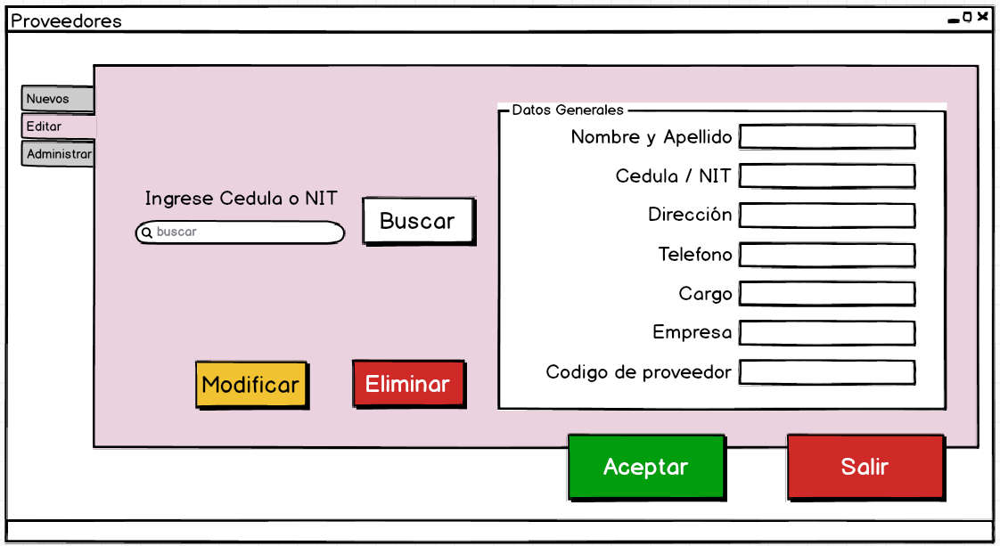 Proveedores
Nuevos
Editar
Administrar
Ingrese Cedula o NIT
buscar
Buscar
Modificar
Eliminar
Datos Generales
Nombre y Apellido
Cedula / NIT
Dirección
Telefono
Cargo
Empresa
Codigo de proveedor
Aceptar
Salir